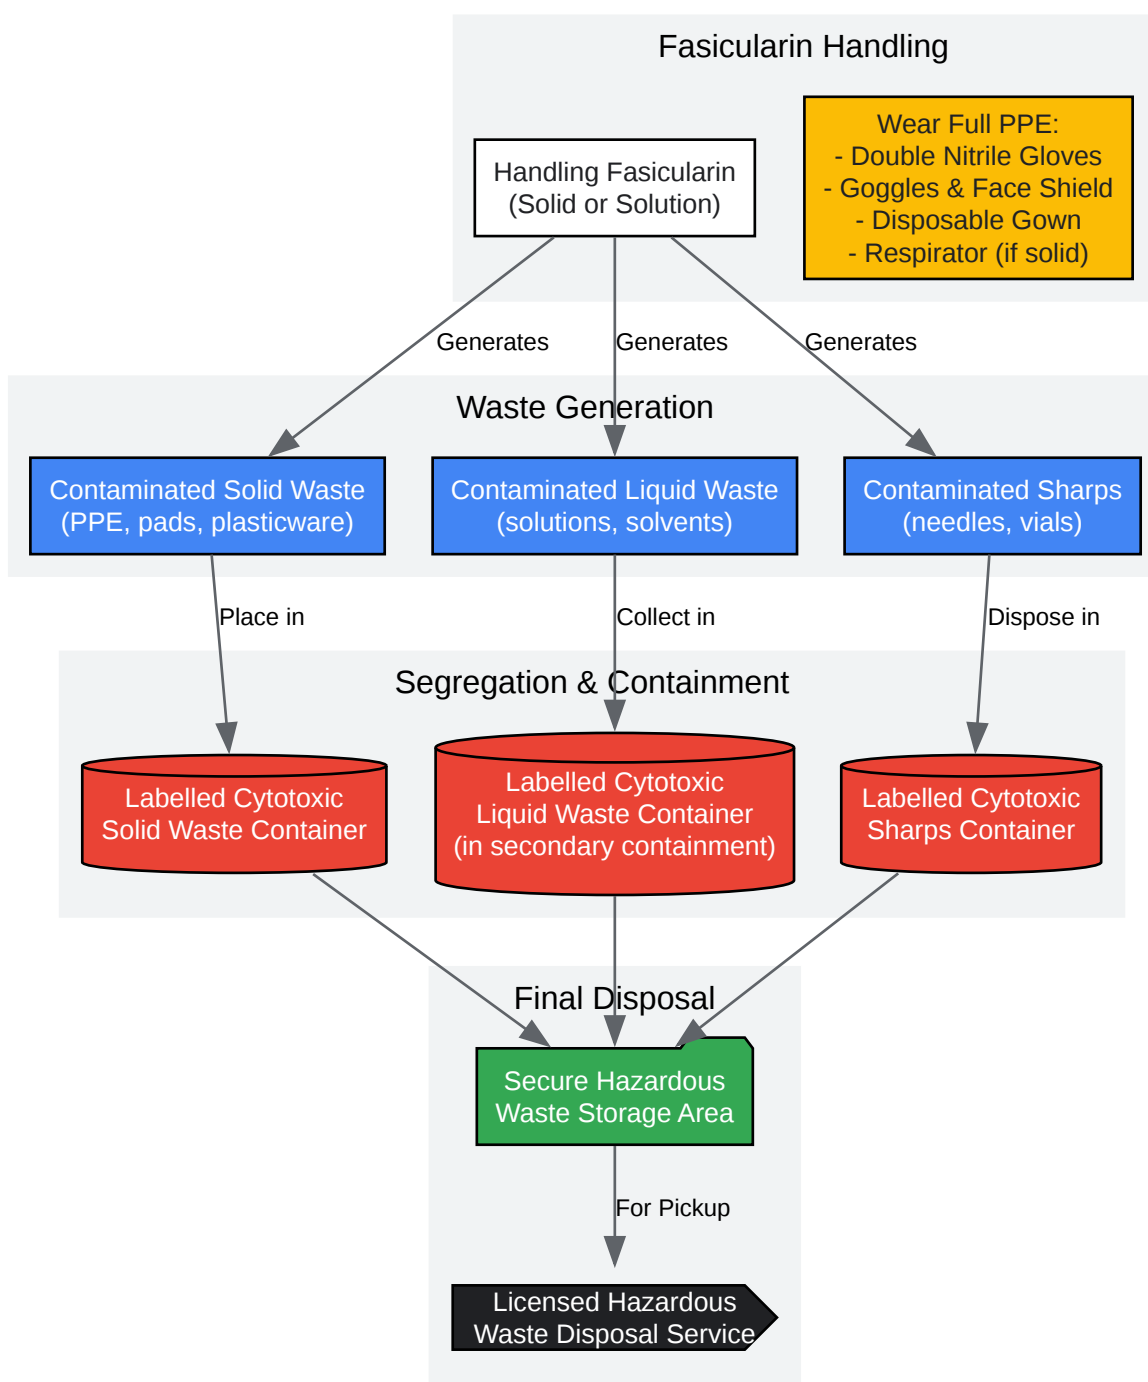 Fasicularin Handling
Handling Fasicularin
(Solid or Solution)
Wear Full PPE:
- Double Nitrile Gloves
- Goggles & Face Shield
- Disposable Gown
- Respirator (if solid)
Generates
Generates
Generates
Waste Generation
Contaminated Solid Waste
(PPE, pads, plasticware)
Contaminated Liquid Waste
(solutions, solvents)
Contaminated Sharps
(needles, vials)
Place in
Collect in
Dispose in
Segregation & Containment
Labelled Cytotoxic
Solid Waste Container
Labelled Cytotoxic
Liquid Waste Container
(in secondary containment)
Labelled Cytotoxic
Sharps Container
Final Disposal
Secure Hazardous
Waste Storage Area
For Pickup
Licensed Hazardous
Waste Disposal Service